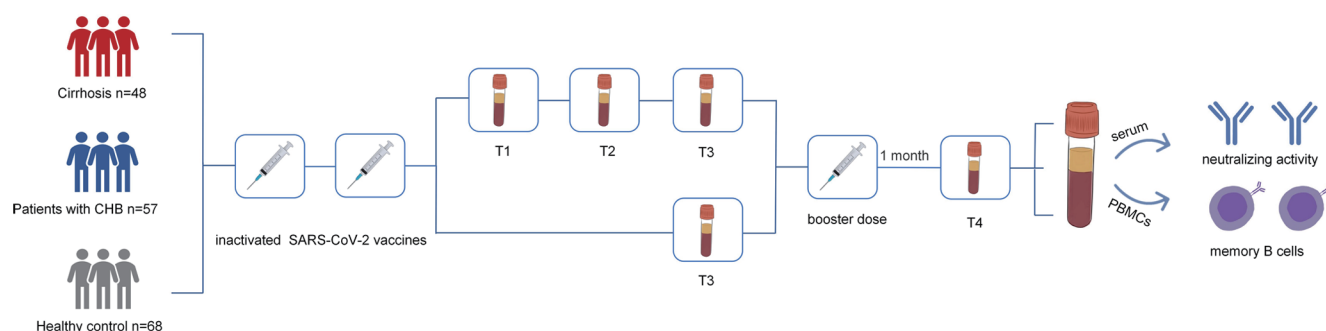 Cirrhosis n=48
Patients with CHB n=57
Healthy control n=68
inactivated SARS-CoV-2 vaccines
T1
T2
T3
T3
booster dose
1 month
T4
serum
PBMCs
neutralizing activity
memory B cells